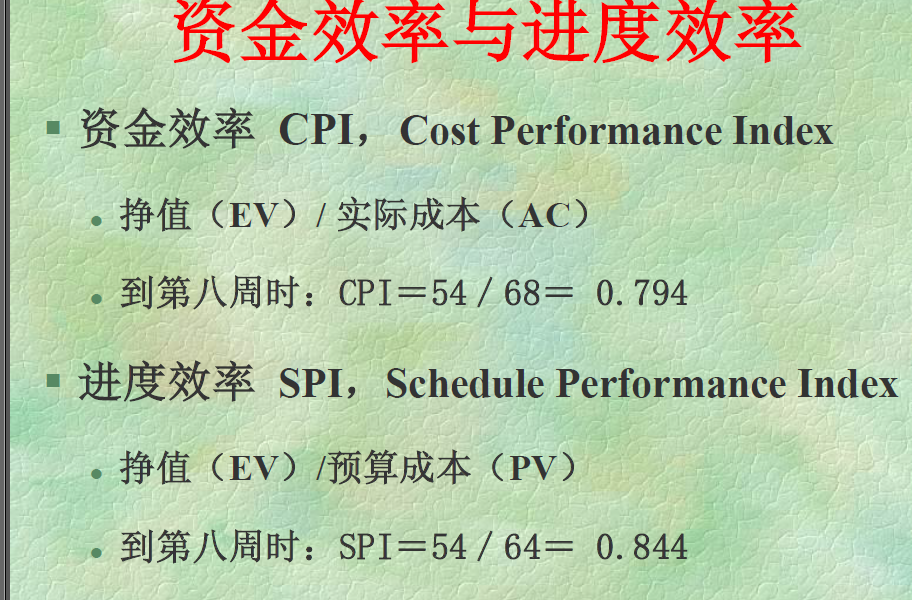 资金效率与进度效率
资金效率 CPI，Cost Performance Index
挣值（EV）/ 实际成本（AC）
到第八周时：CPI＝54／68＝ 0.794
进度效率 SPI，Schedule Performance Index
挣值（EV）/预算成本（PV）
到第八周时：SPI＝54／64＝ 0.844